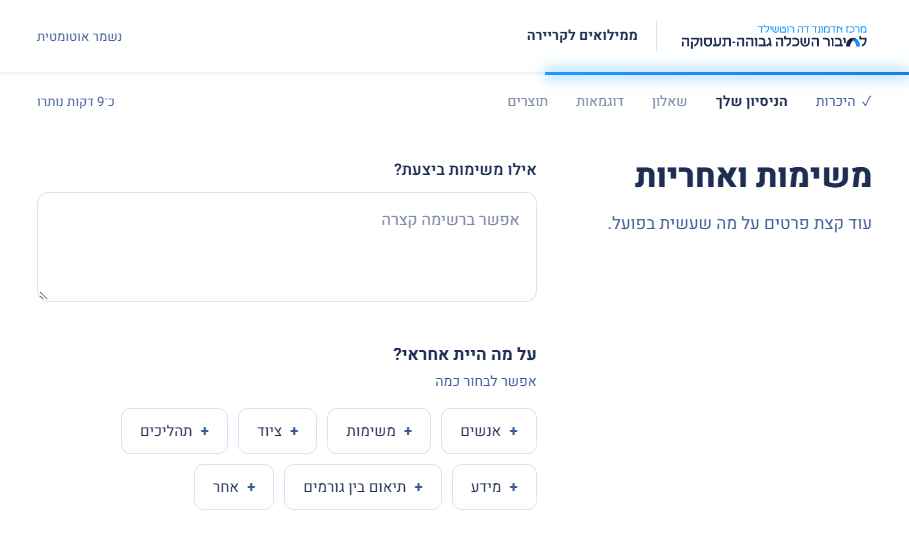 מרכז אדמונד דה רוטשילד
לחיבור השכלה גבוהה-תעסוקה
ממילואים לקריירה
נשמר אוטומטית
✓ היכרות
הניסיון שלך
שאלון
דוגמאות
תוצרים
כ־9 דקות נותרו
משימות ואחריות
עוד קצת פרטים על מה שעשית בפועל.
אילו משימות ביצעת?
אפשר ברשימה קצרה
על מה היית אחראי?
אפשר לבחור כמה
+ אנשים
+ משימות
+ ציוד
+ תהליכים
+ מידע
+ תיאום בין גורמים
+ אחר